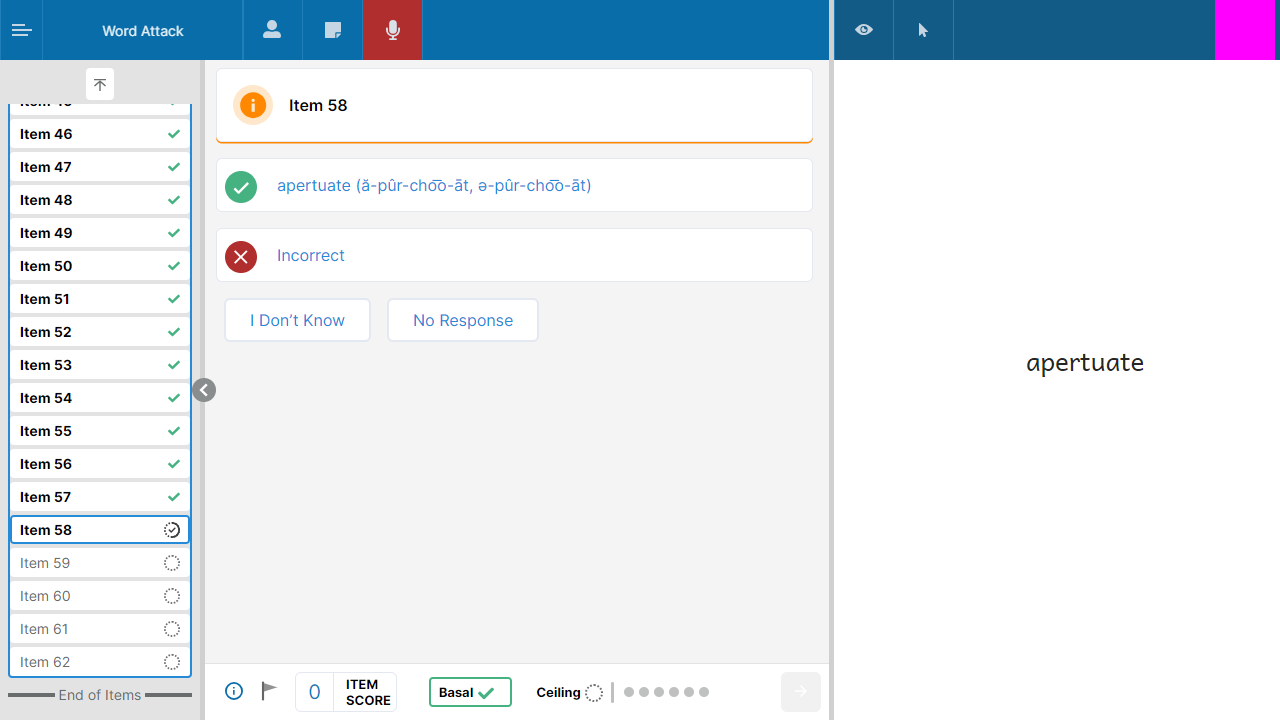 Word Attack
Item 46
Item 47
Item 48
Item 49
Item 50
Item 51
Item 52
Item 53
Item 54
Item 55
Item 56
Item 57
Item 58
Item 59
Item 60
Item 61
Item 62
End of Items
Item 58
apertuate (ă-pûr-cho͞o-āt, ə-pûr-cho͞o-āt)
Incorrect
I Don’t Know
No Response
0
ITEM
SCORE
Basal
Ceiling
apertuate